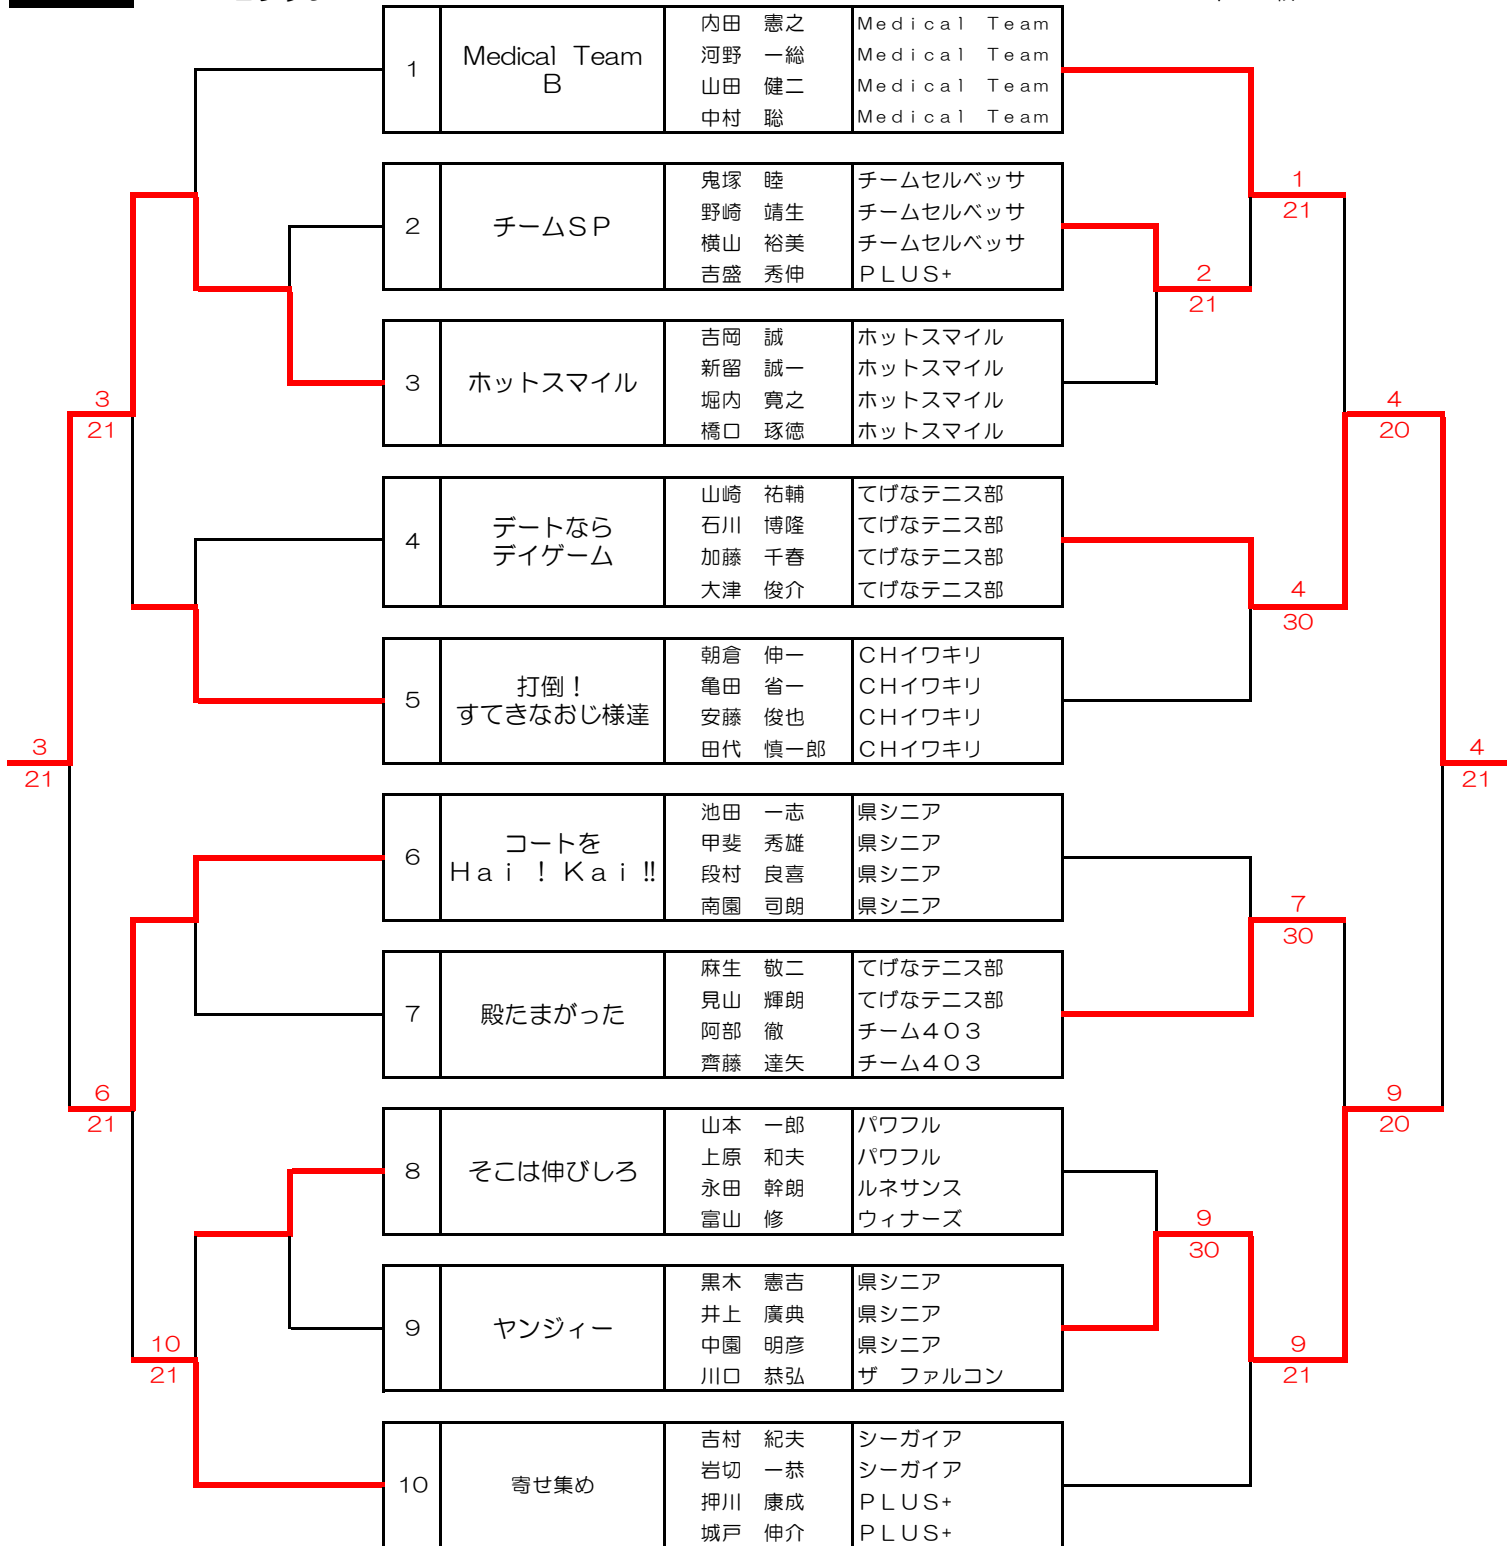 1
Medical Team
B
内田 憲之 Medical Team
河野 一総 Medical Team
山田 健二 Medical Team
中村 聡 Medical Team
2
チームSP
鬼塚 睦 チームセルベッサ
野崎 靖生 チームセルベッサ
横山 裕美 チームセルベッサ
吉盛 秀伸 PLUS+
3
ホットスマイル
吉岡 誠 ホットスマイル
新留 誠一 ホットスマイル
堀内 寛之 ホットスマイル
橋口 琢徳 ホットスマイル
4
デートなら
デイゲーム
山崎 祐輔 てげなテニス部
石川 博隆 てげなテニス部
加藤 千春 てげなテニス部
大津 俊介 てげなテニス部
5
打倒！
すてきなおじ様達
朝倉 伸一 CHイワキリ
亀田 省一 CHイワキリ
安藤 俊也 CHイワキリ
田代 慎一郎 CHイワキリ
6
コートを
Hai！Kai!!
池田 一志 県シニア
甲斐 秀雄 県シニア
段村 良喜 県シニア
南園 司朗 県シニア
7
殿たまがった
麻生 敬二 てげなテニス部
見山 輝朗 てげなテニス部
阿部 徹 チーム403
齊藤 達矢 チーム403
8
そこは伸びしろ
山本 一郎 パワフル
上原 和夫 パワフル
永田 幹朗 ルネサンス
富山 修 ウィナーズ
9
ヤンジィー
黒木 憲吉 県シニア
井上 廣典 県シニア
中園 明彦 県シニア
川口 恭弘 ザ ファルコン
10
寄せ集め
吉村 紀夫 シーガイア
岩切 一恭 シーガイア
押川 康成 PLUS+
城戸 伸介 PLUS+
3
21
3
21
6
21
10
21
1
21
2
21
4
20
4
30
4
21
7
30
9
20
9
30
9
21